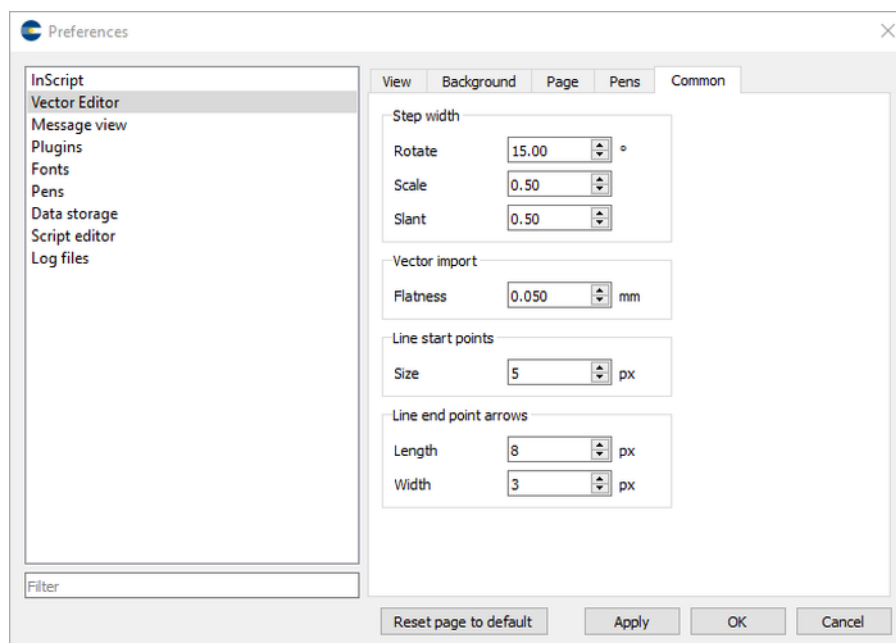 Preferences
InScript
Vector Editor
Message view
Plugins
Fonts
Pens
Data storage
Script editor
Log files
Filter
View Background Page Pens Common
Step width
Rotate 15.00 °
Scale 0.50
Slant 0.50
Vector import
Flatness 0.050 mm
Line start points
Size 5 px
Line end point arrows
Length 8 px
Width 3 px
Reset page to default Apply OK Cancel